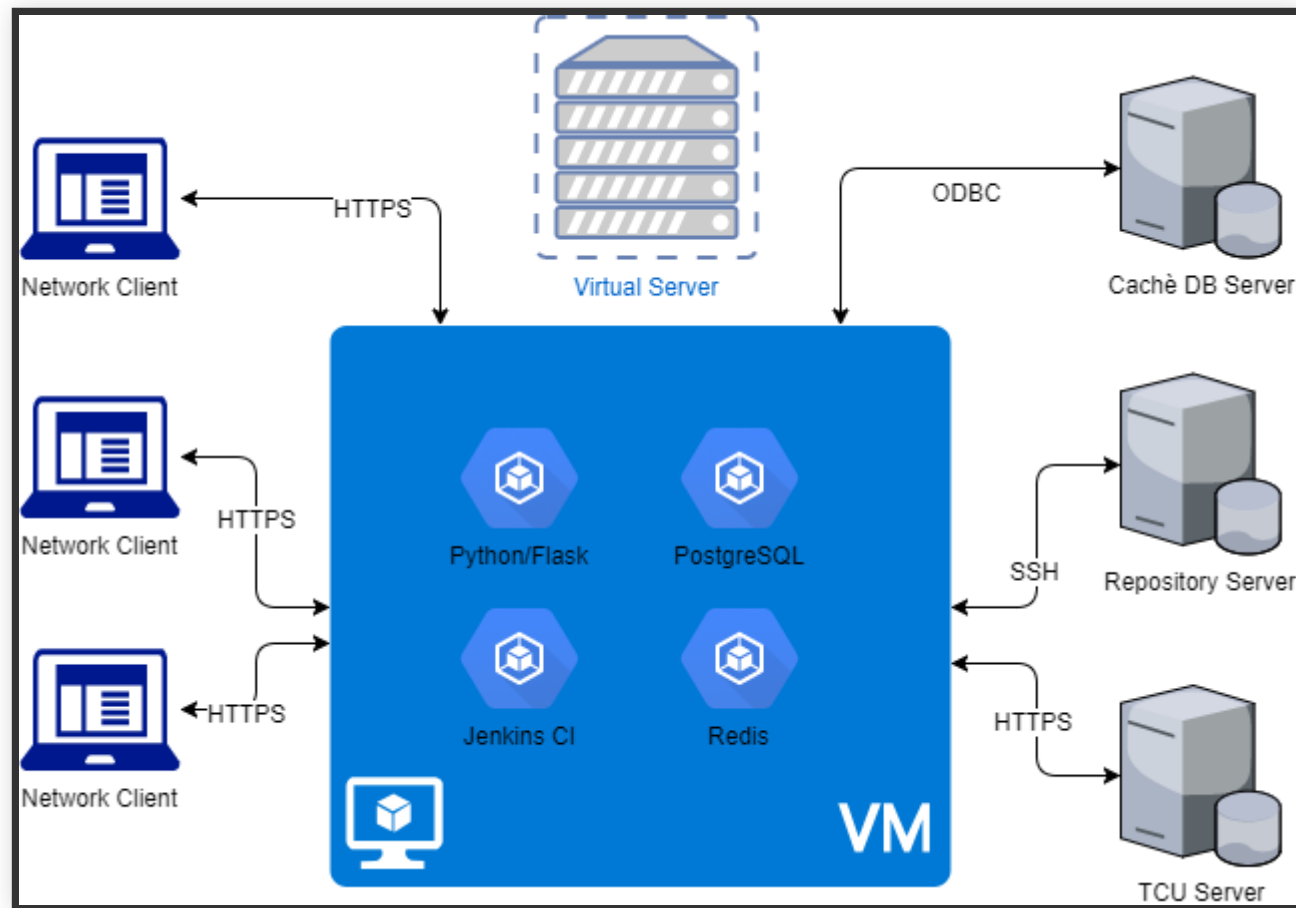 HTTPS
ODBC
Network Client
Virtual Server
Cachè DB Server
HTTPS
Network Client
Python/Flask
PostgreSQL
SSH
Repository Server
HTTPS
Network Client
Jenkins CI
Redis
HTTPS
VM
TCU Server